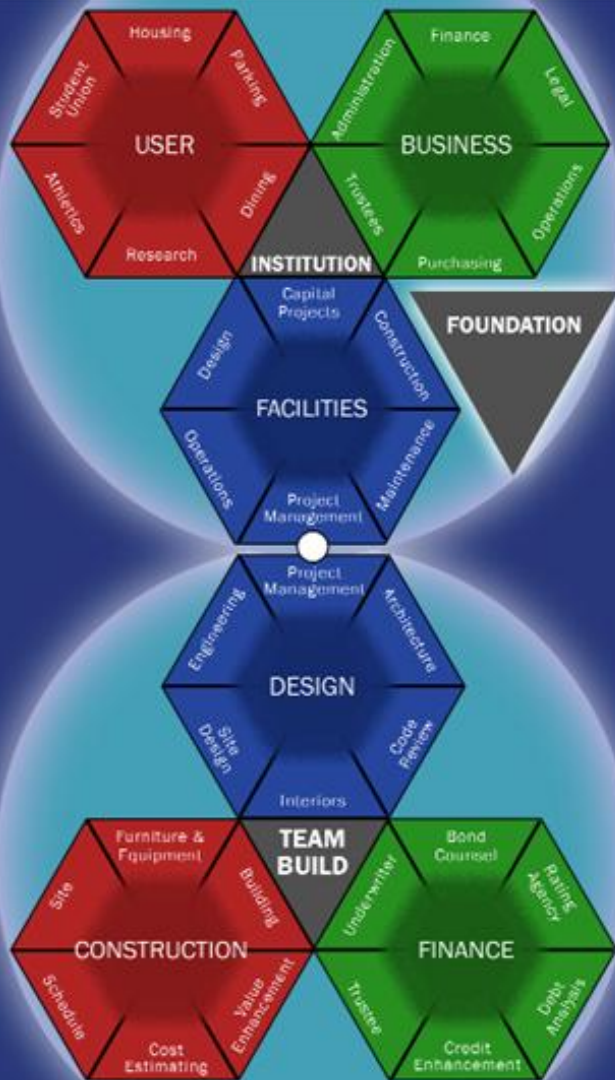 Housing
Student
Union
Parking
USER
Athletics
Dining
Research
Finance
Administration
Legal
BUSINESS
Trustees
Operations
Purchasing
INSTITUTION
FOUNDATION
Capital
Projects
Design
Construction
FACILITIES
Operations
Maintenance
Project
Management
Project
Management
Engineering
Architecture
DESIGN
Site
Design
Code
Review
Interiors
TEAM
BUILD
Furniture &
Equipment
Site
Building
CONSTRUCTION
Schedule
Value
Enhancement
Cost
Estimating
Bond
Counsel
Underwriter
Rating
Agency
FINANCE
Trustee
Debt
Analysis
Credit
Enhancement